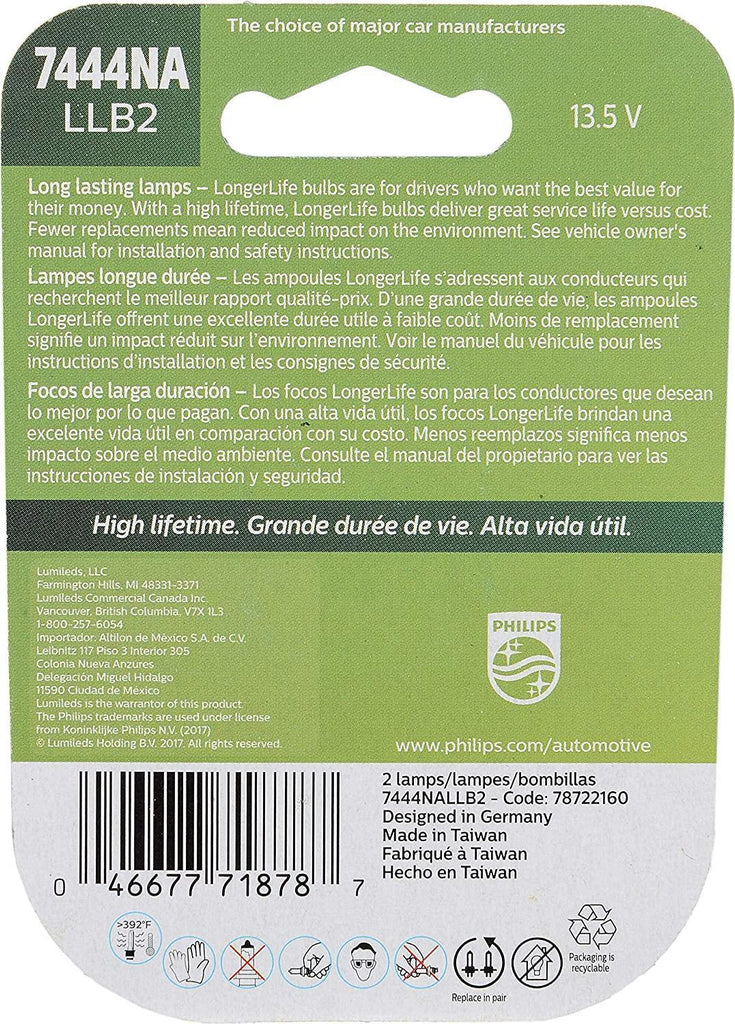 The choice of major car manufacturers
7444NA
LLB2
13.5 V
Long lasting lamps – LongerLife bulbs are for drivers who want the best value for
their money. With a high lifetime, LongerLife bulbs deliver great service life versus cost.
Fewer replacements mean reduced impact on the environment. See vehicle owner's
manual for installation and safety instructions.
Lampes longue durée – Les ampoules LongerLife s'adressent aux conducteurs qui
recherchent le meilleur rapport qualité-prix. D'une grande durée de vie, les ampoules
LongerLife offrent une excellente durée utile à faible coût. Moins de remplacement
signifie un impact réduit sur l'environnement. Voir le manuel du véhicule pour les
instructions d'installation et les consignes de sécurité.
Focos de larga duración – Los focos LongerLife son para los conductores que desean
lo mejor por lo que pagan. Con una alta vida útil, los focos LongerLife brindan una
excelente vida útil en comparación con su costo. Menos reemplazos significa menos
impacto sobre el medio ambiente. Consulte el manual del propietario para ver las
instrucciones de instalación y seguridad.
High lifetime. Grande durée de vie. Alta vida útil.
Lumileds, LLC
Farmington Hills, MI 48331-3371
Lumileds Commercial Canada Inc.
Vancouver, British Columbia, V7X 1L3
1-800-257-6054
Importador: Altilon de México S.A. de C.V.
Leibnitz 117 Piso 3 Interior 305
Colonia Nueva Anzures
Delegación Miguel Hidalgo
11590 Ciudad de México
Lumileds is the warrantor of this product.
The Philips trademarks are used under license
from Koninklijke Philips N.V. (2017)
© Lumileds Holding B.V. 2017. All rights reserved.
PHILIPS
www.philips.com/automotive
2 lamps/lampes/bombillas
7444NALLB2 - Code: 78722160
Designed in Germany
Made in Taiwan
Fabriqué à Taiwan
Hecho en Taiwan
0 46677 71878 7
>392°F
Replace in pair
Packaging is
recyclable